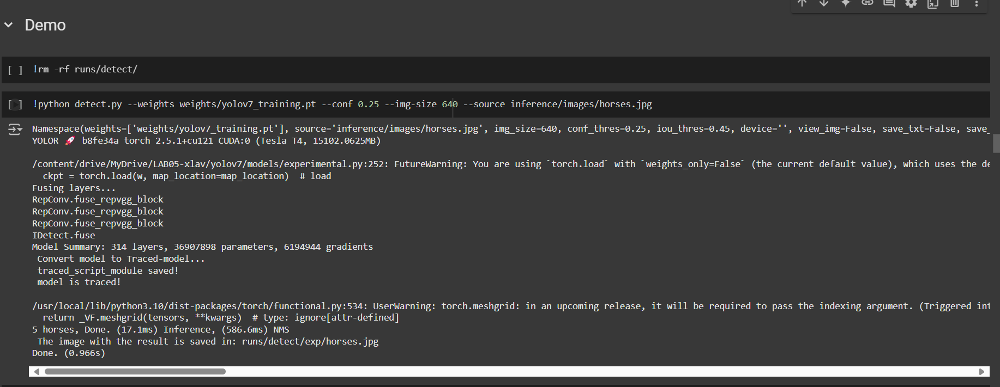 Demo
[ ] !rm -rf runs/detect/
[ ] !python detect.py --weights weights/yolov7_training.pt --conf 0.25 --img-size 640 --source inference/images/horses.jpg
Namespace(weights=['weights/yolov7_training.pt'], source='inference/images/horses.jpg', img_size=640, conf_thres=0.25, iou_thres=0.45, device='', view_img=False, save_txt=False, save_
YOLOR 🚀 b8fe34a torch 2.5.1+cu121 CUDA:0 (Tesla T4, 15102.0625MB)
/content/drive/MyDrive/LAB05-xlav/yolov7/models/experimental.py:252: FutureWarning: You are using `torch.load` with `weights_only=False` (the current default value), which uses the de
ckpt = torch.load(w, map_location=map_location)  # load
Fusing layers...
RepConv.fuse_repvgg_block
RepConv.fuse_repvgg_block
RepConv.fuse_repvgg_block
IDetect.fuse
Model Summary: 314 layers, 36907898 parameters, 6194944 gradients
Convert model to Traced-model...
traced_script_module saved!
model is traced!
/usr/local/lib/python3.10/dist-packages/torch/functional.py:534: UserWarning: torch.meshgrid: in an upcoming release, it will be required to pass the indexing argument. (Triggered int
return _VF.meshgrid(tensors, **kwargs)  # type: ignore[attr-defined]
5 horses, Done. (17.1ms) Inference, (586.6ms) NMS
The image with the result is saved in: runs/detect/exp/horses.jpg
Done. (0.966s)